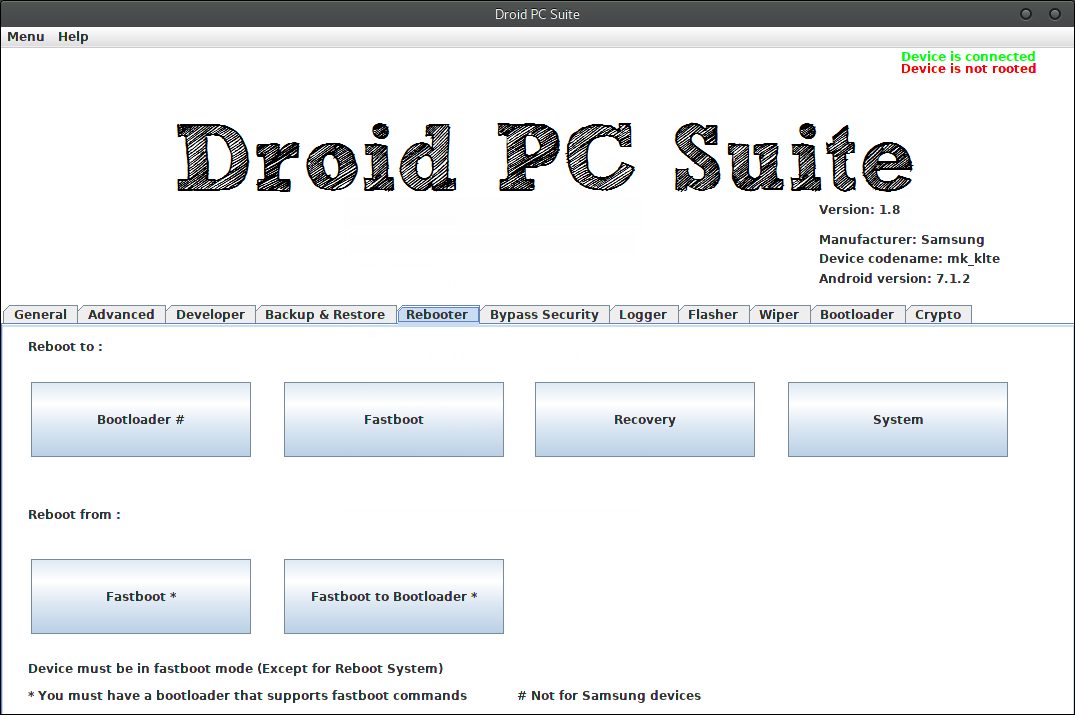 Droid PC Suite
Menu Help
Device is connected
Device is not rooted
Droid PC Suite
Version: 1.8
Manufacturer: Samsung
Device codename: mk_klte
Android version: 7.1.2
General Advanced Developer Backup & Restore Rebooter Bypass Security Logger Flasher Wiper Bootloader Crypto
Reboot to :
Bootloader # Fastboot Recovery System
Reboot from :
Fastboot * Fastboot to Bootloader *
Device must be in fastboot mode (Except for Reboot System)
* You must have a bootloader that supports fastboot commands # Not for Samsung devices